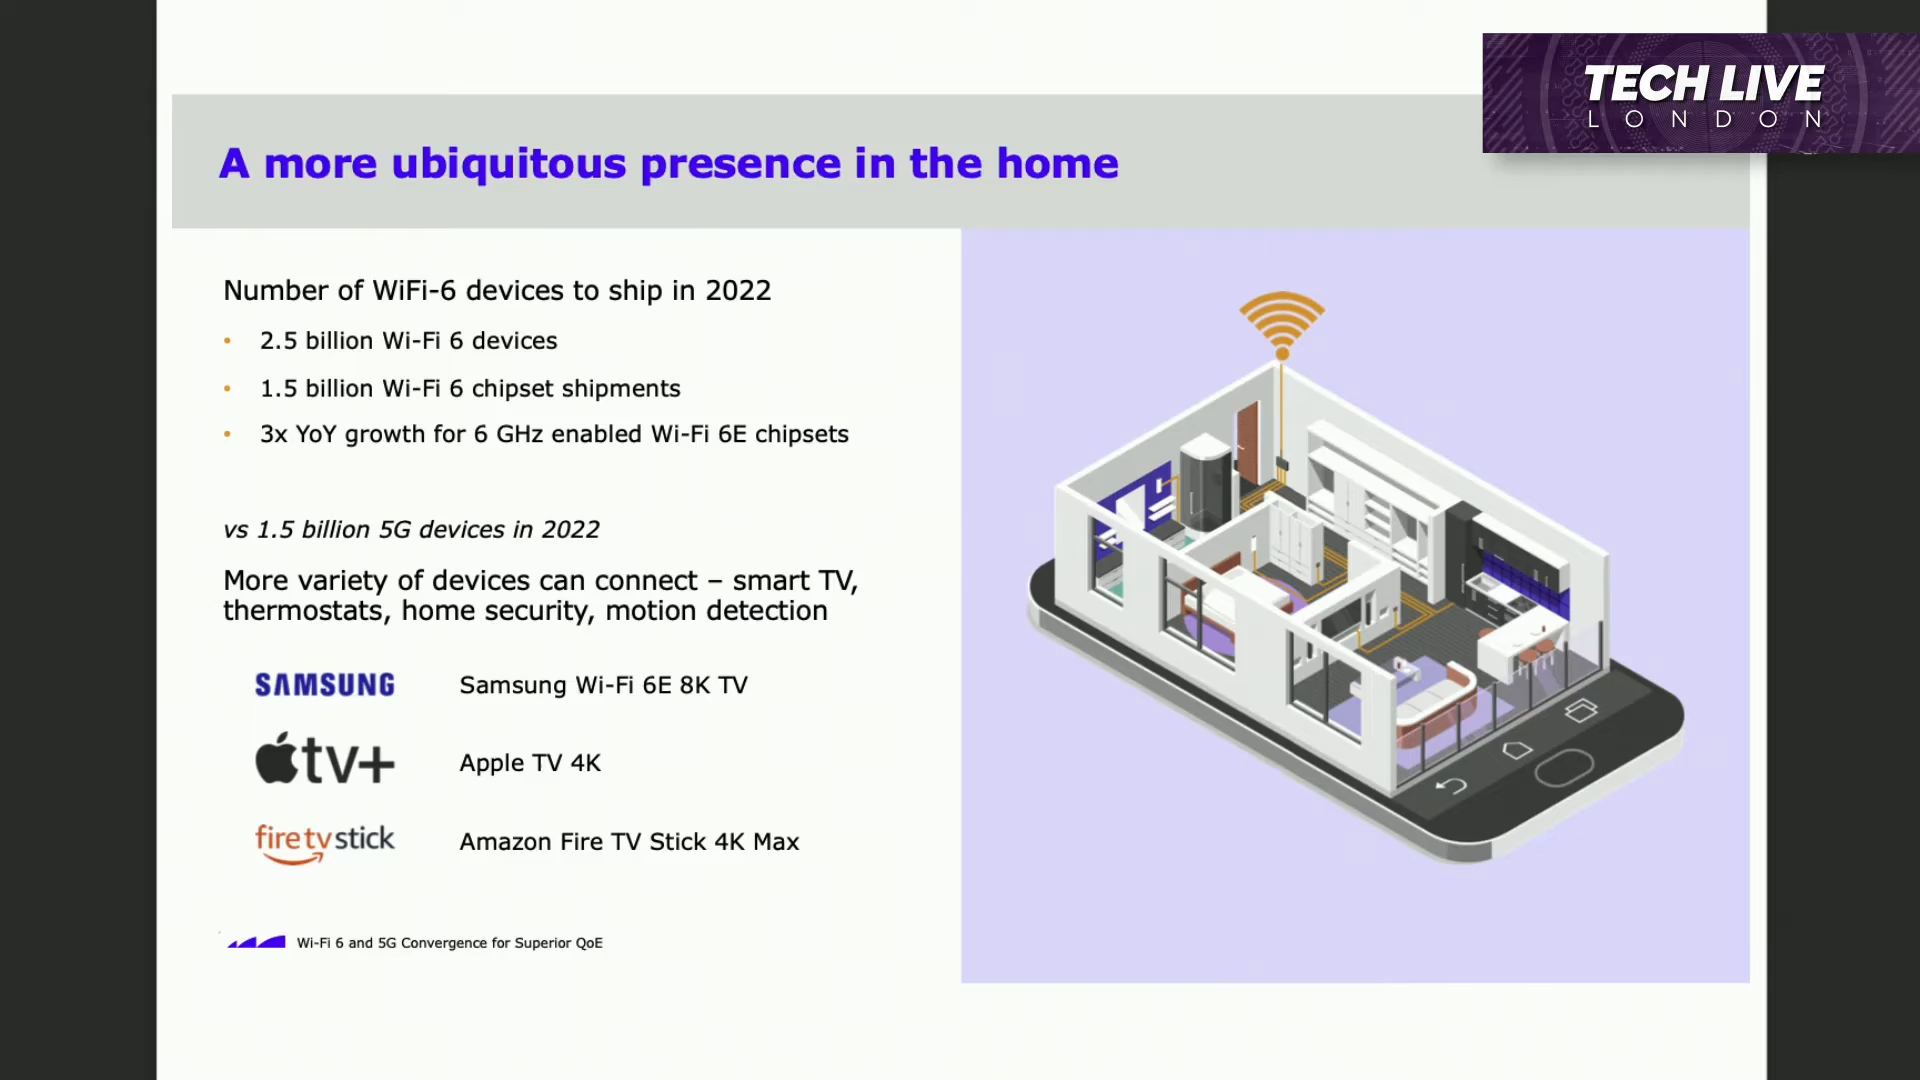 TECH LIVE
LONDON
A more ubiquitous presence in the home
Number of WiFi-6 devices to ship in 2022
• 2.5 billion Wi-Fi 6 devices
• 1.5 billion Wi-Fi 6 chipset shipments
• 3x YoY growth for 6 GHz enabled Wi-Fi 6E chipsets
vs 1.5 billion 5G devices in 2022
More variety of devices can connect – smart TV,
thermostats, home security, motion detection
SAMSUNG Samsung Wi-Fi 6E 8K TV
tv+ Apple TV 4K
fire tv stick Amazon Fire TV Stick 4K Max
Wi-Fi 6 and 5G Convergence for Superior QoE